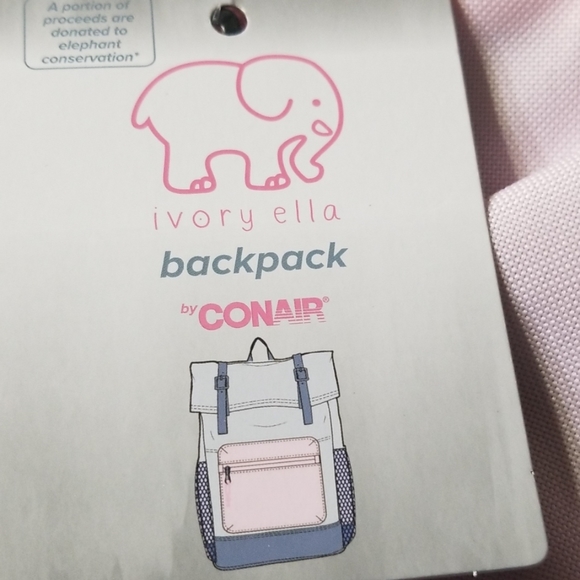 A portion of
proceeds are
donated to
elephant
conservation*
ivory ella
backpack
by CONAIR®